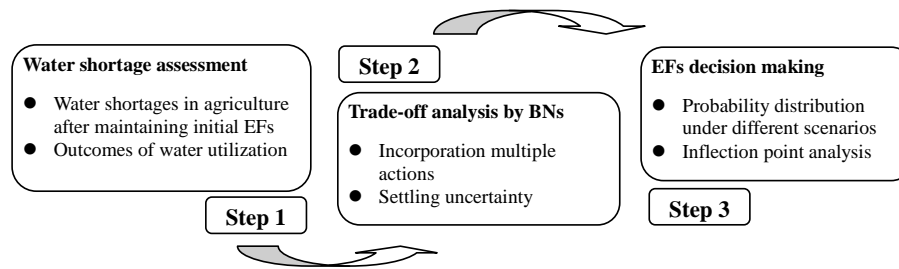 Water shortage assessment
● Water shortages in agriculture
after maintaining initial EFs
● Outcomes of water utilization
Step 1
Step 2
Trade-off analysis by BNs
● Incorporation multiple
actions
● Settling uncertainty
EFs decision making
● Probability distribution
under different scenarios
● Inflection point analysis
Step 3